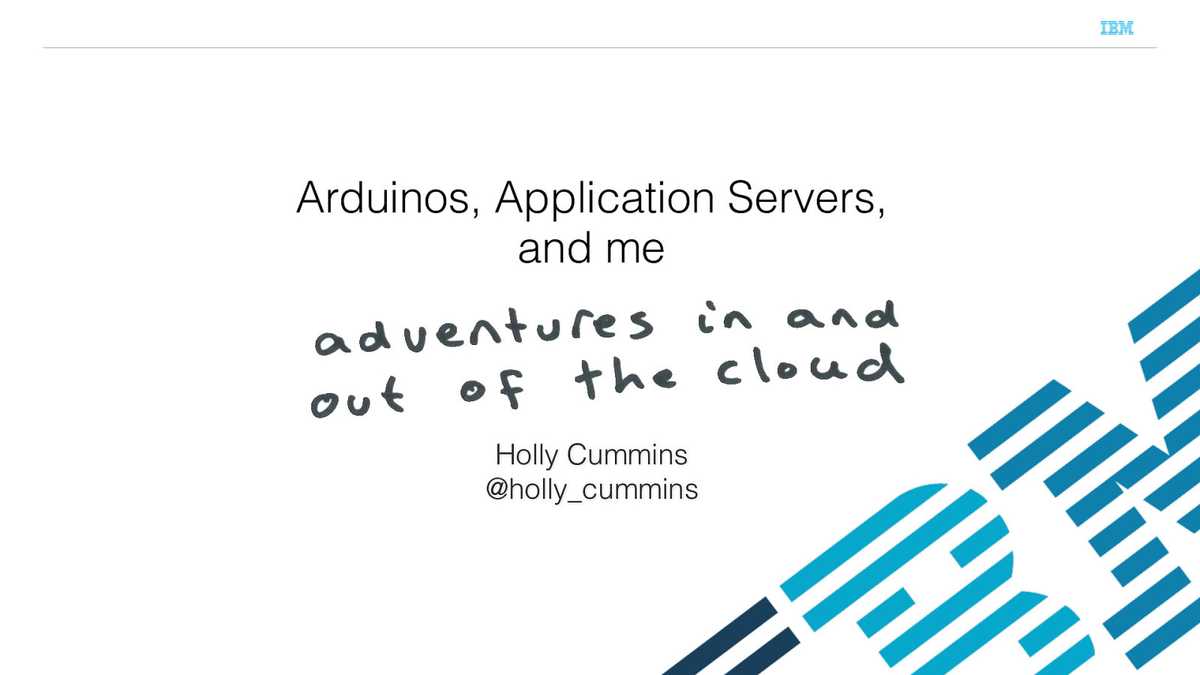 IBM
Arduinos, Application Servers,
and me
adventures in and
out of the cloud
Holly Cummins
@holly_cummins